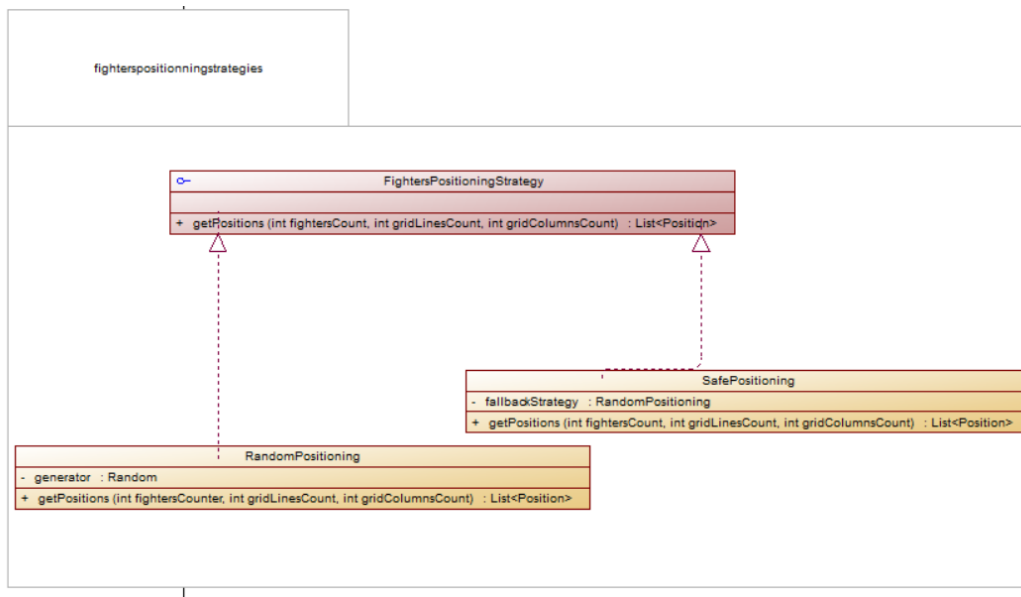 fighterspositionningstrategies
FightersPositioningStrategy
+ getPositions (int fightersCount, int gridLinesCount, int gridColumnsCount) : List<Position>
SafePositioning
- fallbackStrategy : RandomPositioning
+ getPositions (int fightersCount, int gridLinesCount, int gridColumnsCount) : List<Position>
RandomPositioning
- generator : Random
+ getPositions (int fightersCounter, int gridLinesCount, int gridColumnsCount) : List<Position>